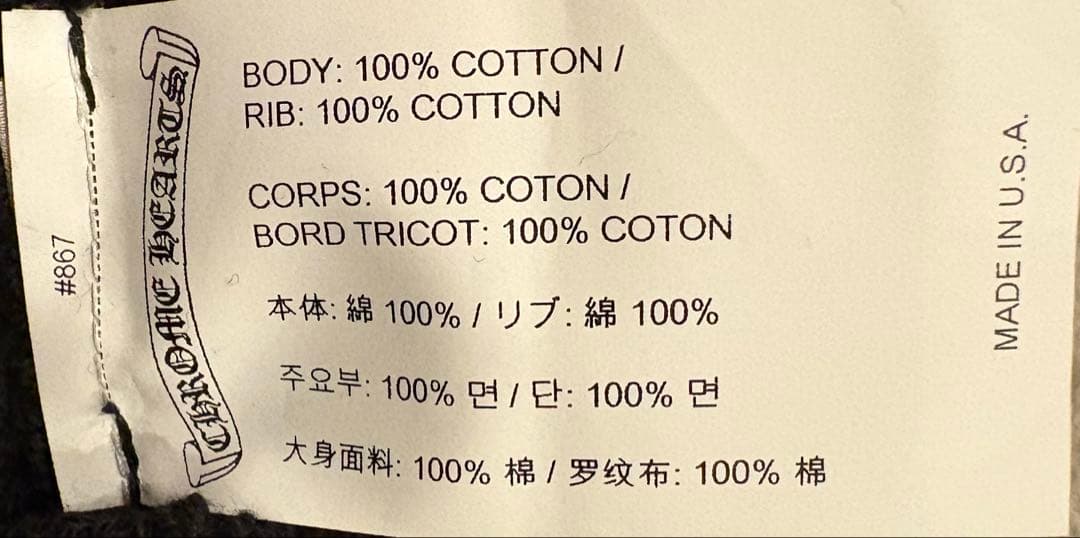 #867
CHROME HEARTS
BODY: 100% COTTON /
RIB: 100% COTTON
CORPS: 100% COTON /
BORD TRICOT: 100% COTON
本体: 綿 100% / リブ: 綿 100%
주요부: 100% 면 / 단: 100% 면
大身面料: 100% 棉 / 罗纹布: 100% 棉
MADE IN U.S.A.